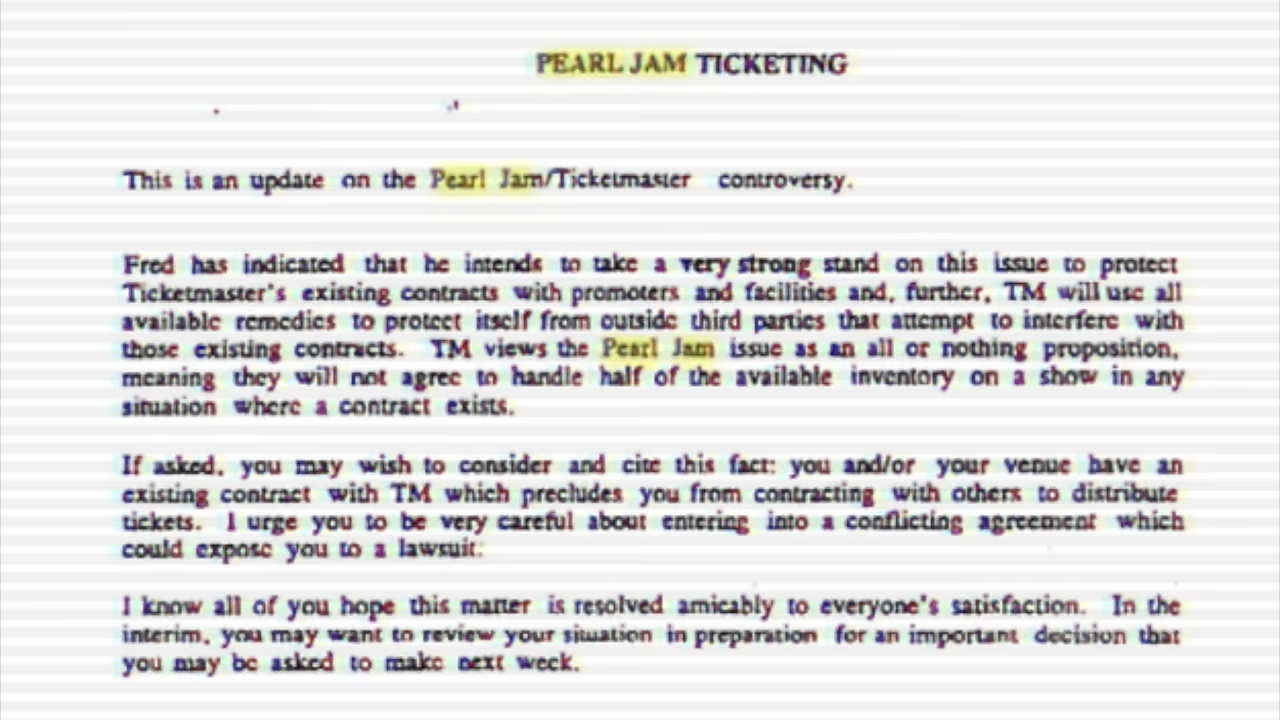 PEARL JAM TICKETING
This is an update on the Pearl Jam/Ticketmaster controversy.
Fred has indicated that he intends to take a very strong stand on this issue to protect
Ticketmaster's existing contracts with promoters and facilities and, further, TM will use all
available remedies to protect itself from outside third parties that attempt to interfere with
those existing contracts. TM views the Pearl Jam issue as an all or nothing proposition,
meaning they will not agree to handle half of the available inventory on a show in any
situation where a contract exists.
If asked, you may wish to consider and cite this fact: you and/or your venue have an
existing contract with TM which precludes you from contracting with others to distribute
tickets. I urge you to be very careful about entering into a conflicting agreement which
could expose you to a lawsuit.
I know all of you hope this matter is resolved amicably to everyone's satisfaction. In the
interim, you may want to review your situation in preparation for an important decision that
you may be asked to make next week.